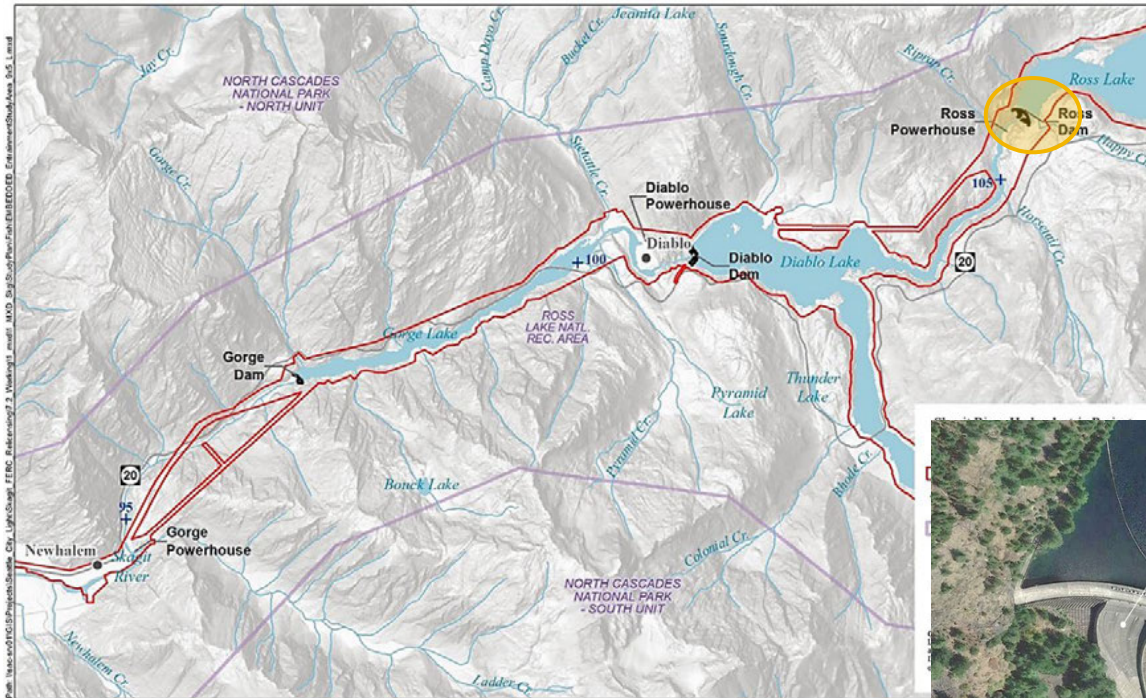 Jeanita Lake
Jay Cr.
Camp Dayo Cr.
Bucket Cr.
Sourdough Cr.
Riprap Cr.
Ross Lake
NORTH CASCADES
NATIONAL PARK
- NORTH UNIT
Ross
Powerhouse
Ross
Dam
Happy Cr.
Gorge Cr.
Stetattle Cr.
Diablo
Powerhouse
105
Horsetail Cr.
Diablo
Diablo
Dam
Diablo Lake
20
100
ROSS
LAKE NATL.
REC. AREA
Gorge Lake
Gorge
Dam
Pyramid
Lake
Thunder
Lake
20
95
Bouck Lake
Pyramid Cr.
Rhode Cr.
Gorge
Powerhouse
Newhalem
Skagit
River
Colonial Cr.
NORTH CASCADES
NATIONAL PARK
- SOUTH UNIT
Newhalem Cr.
Ladder Cr.